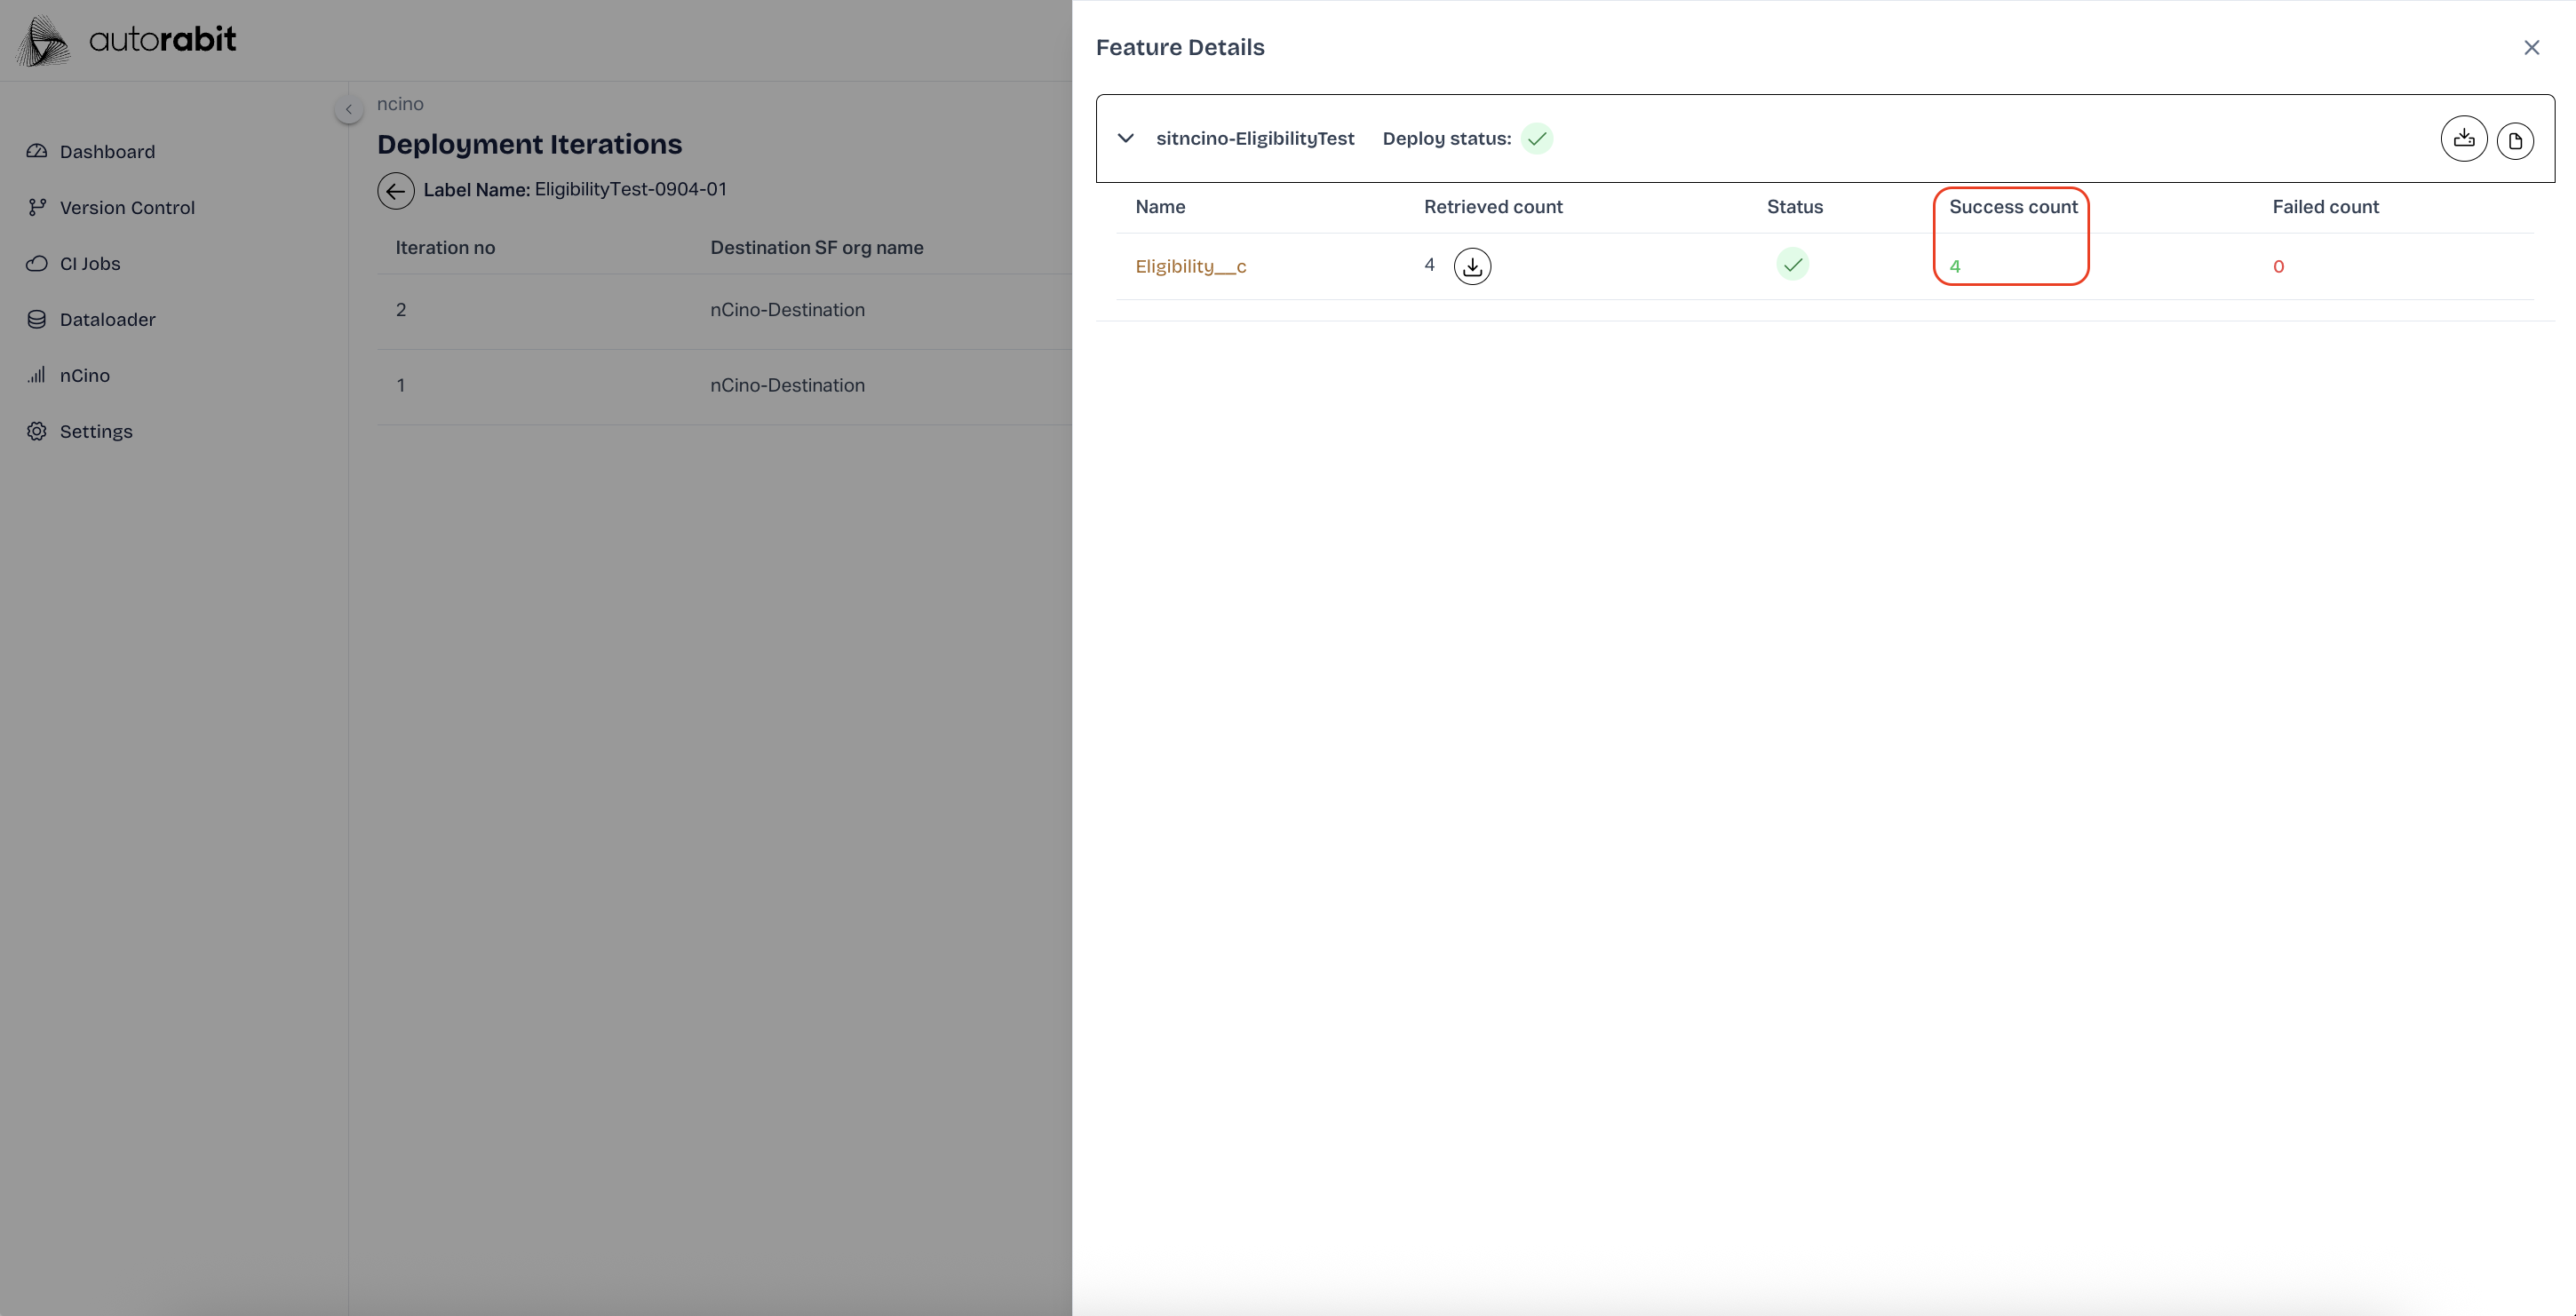 autorabit
Dashboard
Version Control
CI Jobs
Dataloader
nCino
Settings
ncino
Deployment Iterations
Label Name: EligibilityTest-0904-01
Iteration no Destination SF org name
2 nCino-Destination
1 nCino-Destination
Feature Details
sitncino-EligibilityTest Deploy status:
Name Retrieved count Status Success count Failed count
Eligibility__c 4 4 0